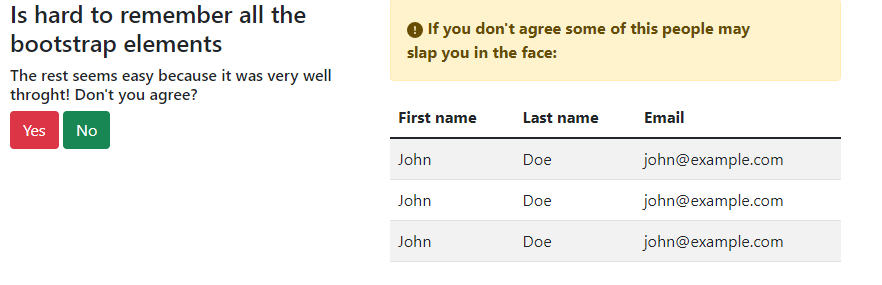 Is hard to remember all the
bootstrap elements
The rest seems easy because it was very well
throght! Don't you agree?
Yes No
If you don't agree some of this people may
slap you in the face:
First name Last name Email
John Doe john@example.com
John Doe john@example.com
John Doe john@example.com